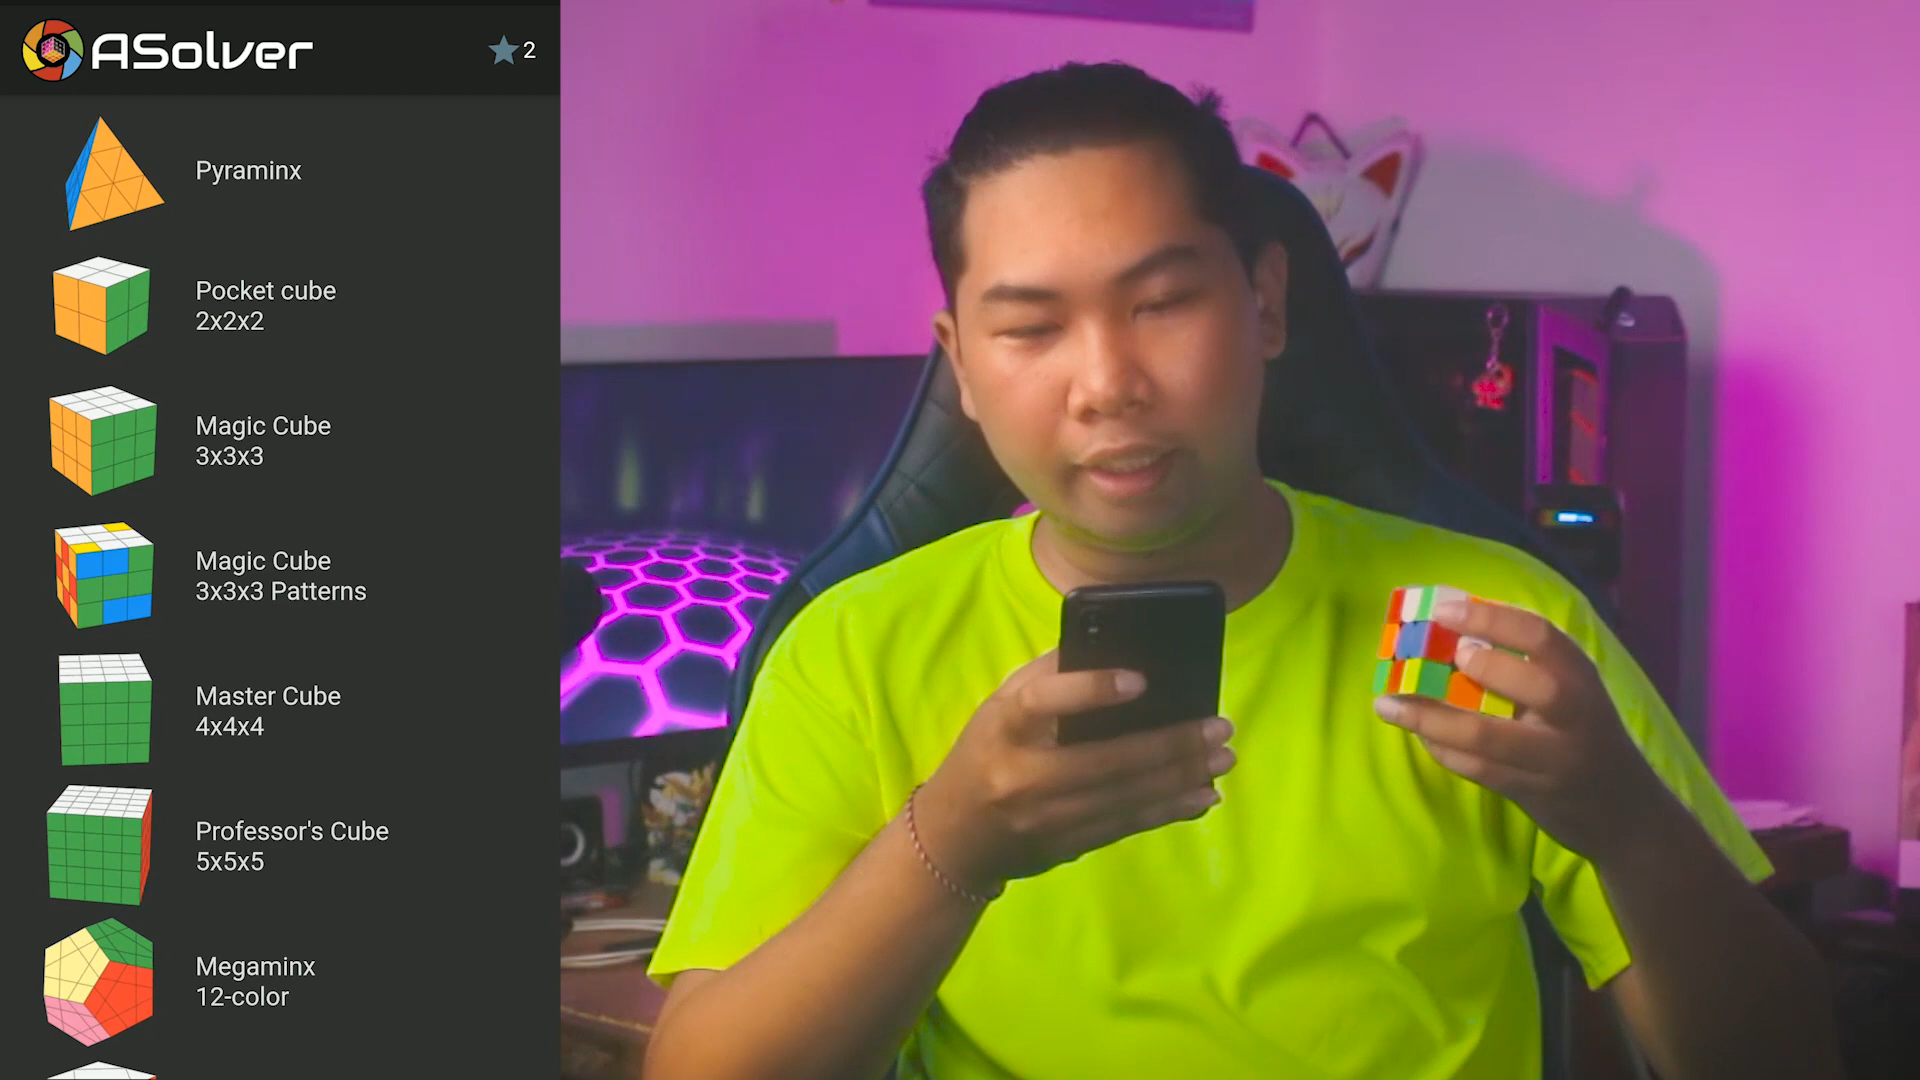 ASolver
2
Pyraminx
Pocket cube
2x2x2
Magic Cube
3x3x3
Magic Cube
3x3x3 Patterns
Master Cube
4x4x4
Professor's Cube
5x5x5
Megaminx
12-color